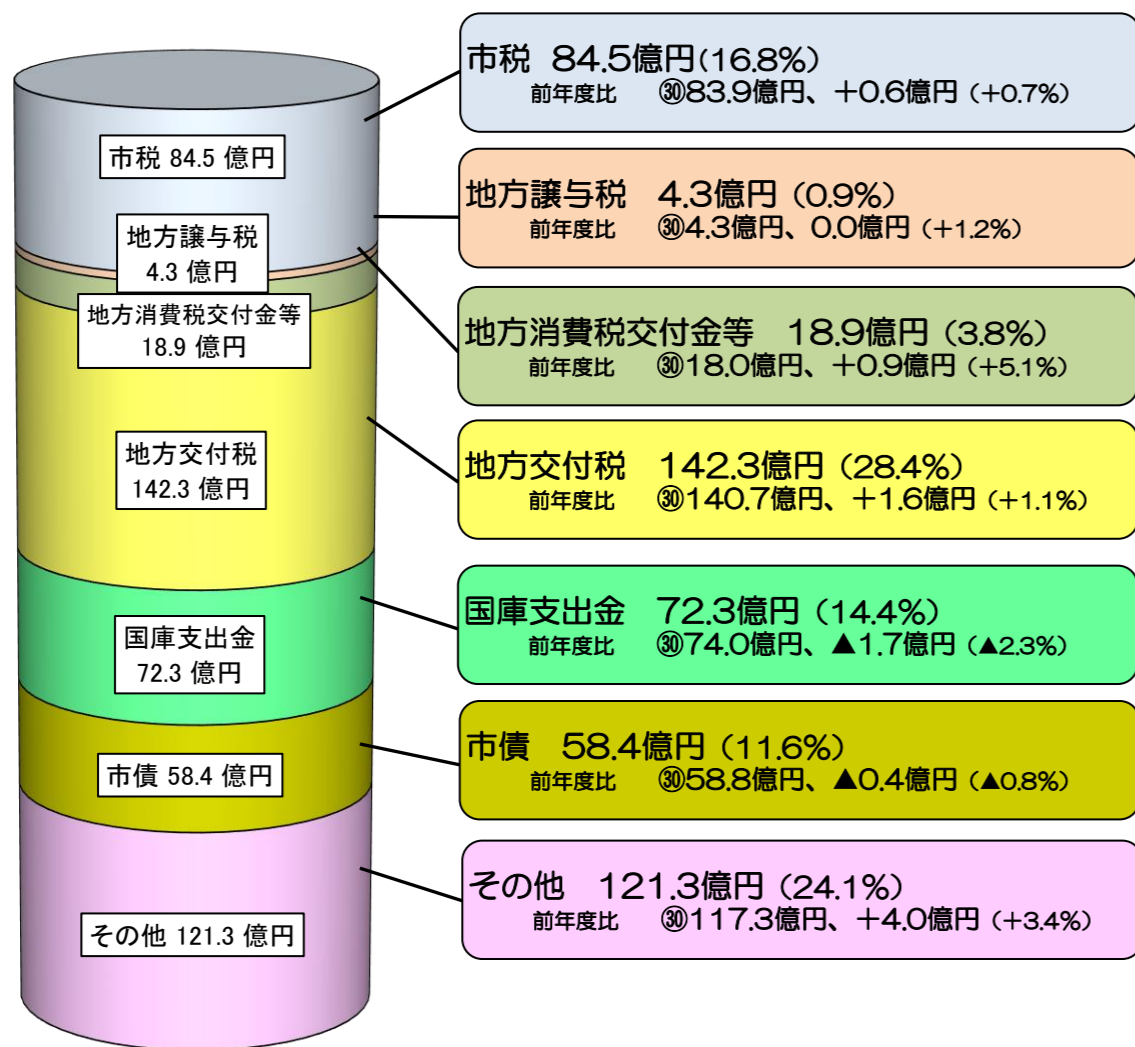 市税 84.5 億円
地方譲与税
4.3 億円
地方消費税交付金等
18.9 億円
地方交付税
142.3 億円
国庫支出金
72.3 億円
市債 58.4 億円
その他 121.3 億円
市税 84.5億円(16.8%)
前年度比 ㉚83.9億円、+0.6億円(+0.7%)
地方譲与税 4.3億円(0.9%)
前年度比 ㉚4.3億円、0.0億円(+1.2%)
地方消費税交付金等 18.9億円(3.8%)
前年度比 ㉚18.0億円、+0.9億円(+5.1%)
地方交付税 142.3億円(28.4%)
前年度比 ㉚140.7億円、+1.6億円(+1.1%)
国庫支出金 72.3億円(14.4%)
前年度比 ㉚74.0億円、▲1.7億円(▲2.3%)
市債 58.4億円(11.6%)
前年度比 ㉚58.8億円、▲0.4億円(▲0.8%)
その他 121.3億円(24.1%)
前年度比 ㉚117.3億円、+4.0億円(+3.4%)